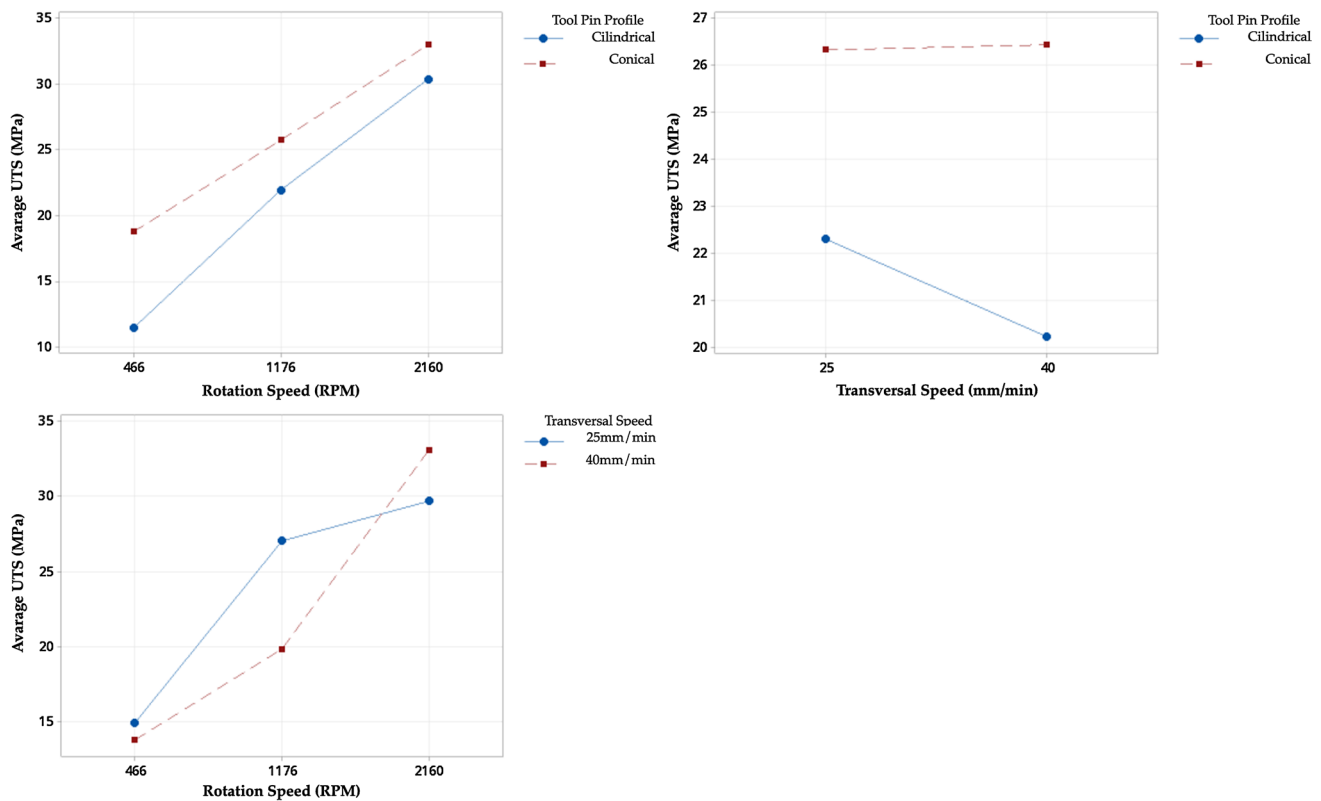 Avarage UTS (MPa)
35
30
25
20
15
10
466 1176 2160
Rotation Speed (RPM)
Tool Pin Profile
Cilindrical
Conical
Avarage UTS (MPa)
27
26
25
24
23
22
21
20
25 40
Transversal Speed (mm/min)
Tool Pin Profile
Cilindrical
Conical
Avarage UTS (MPa)
35
30
25
20
15
466 1176 2160
Rotation Speed (RPM)
Transversal Speed
25mm/min
40mm/min